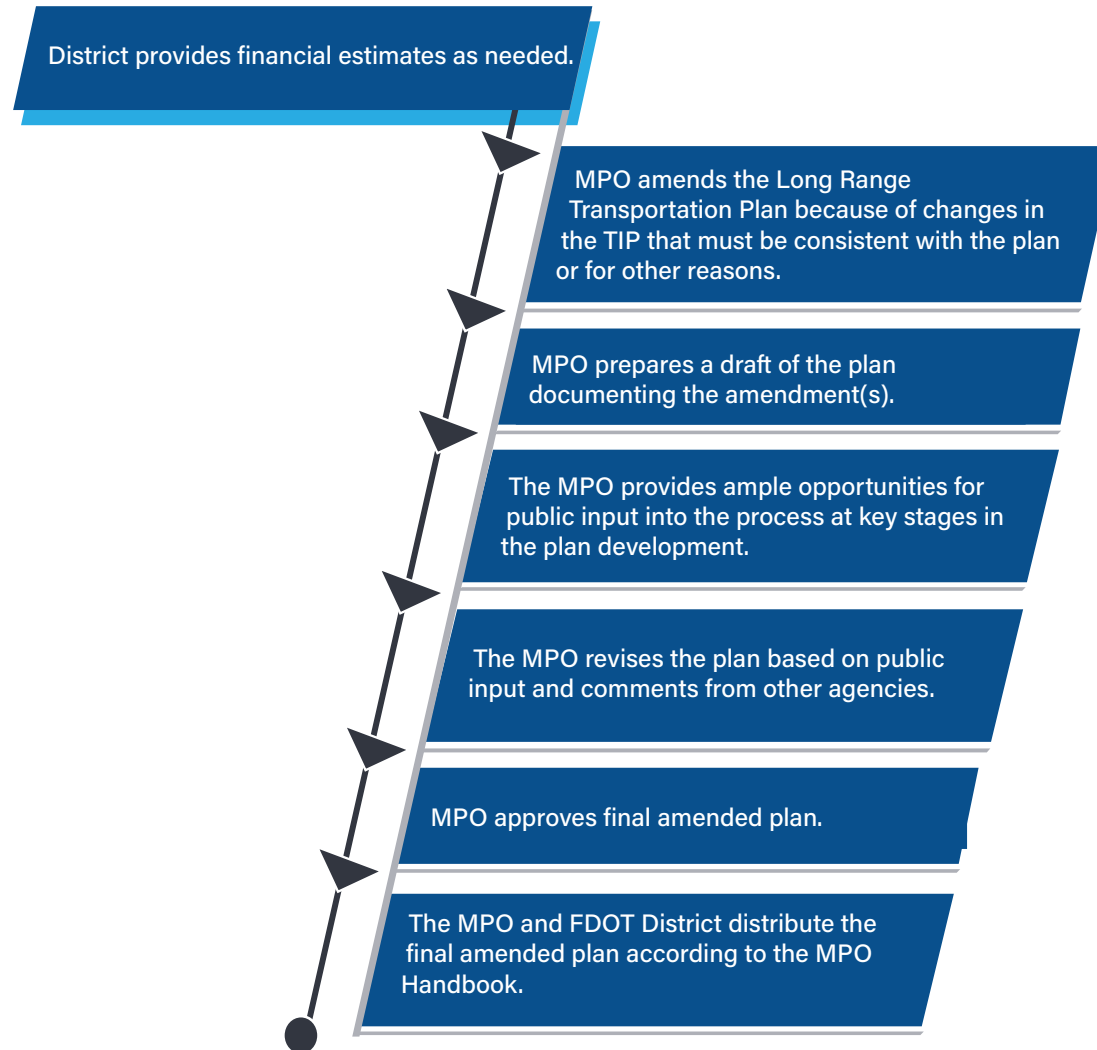 District provides financial estimates as needed.
MPO amends the Long Range
Transportation Plan because of changes in
the TIP that must be consistent with the plan
or for other reasons.
MPO prepares a draft of the plan
documenting the amendment(s).
The MPO provides ample opportunities for
public input into the process at key stages in
the plan development.
The MPO revises the plan based on public
input and comments from other agencies.
MPO approves final amended plan.
The MPO and FDOT District distribute the
final amended plan according to the MPO
Handbook.